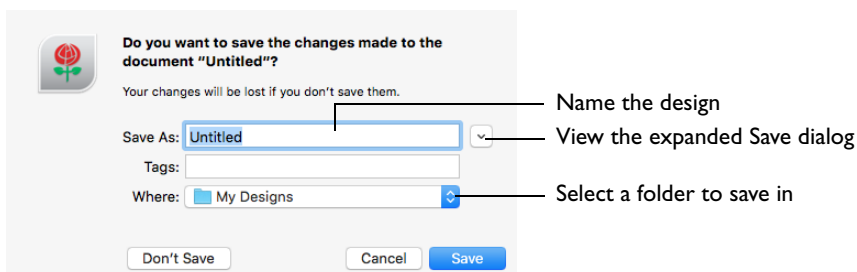 Do you want to save the changes made to the
document “Untitled”?
Your changes will be lost if you don’t save them.
Name the design
Save As: Untitled
View the expanded Save dialog
Tags:
Where: My Designs
Select a folder to save in
Don’t Save Cancel Save